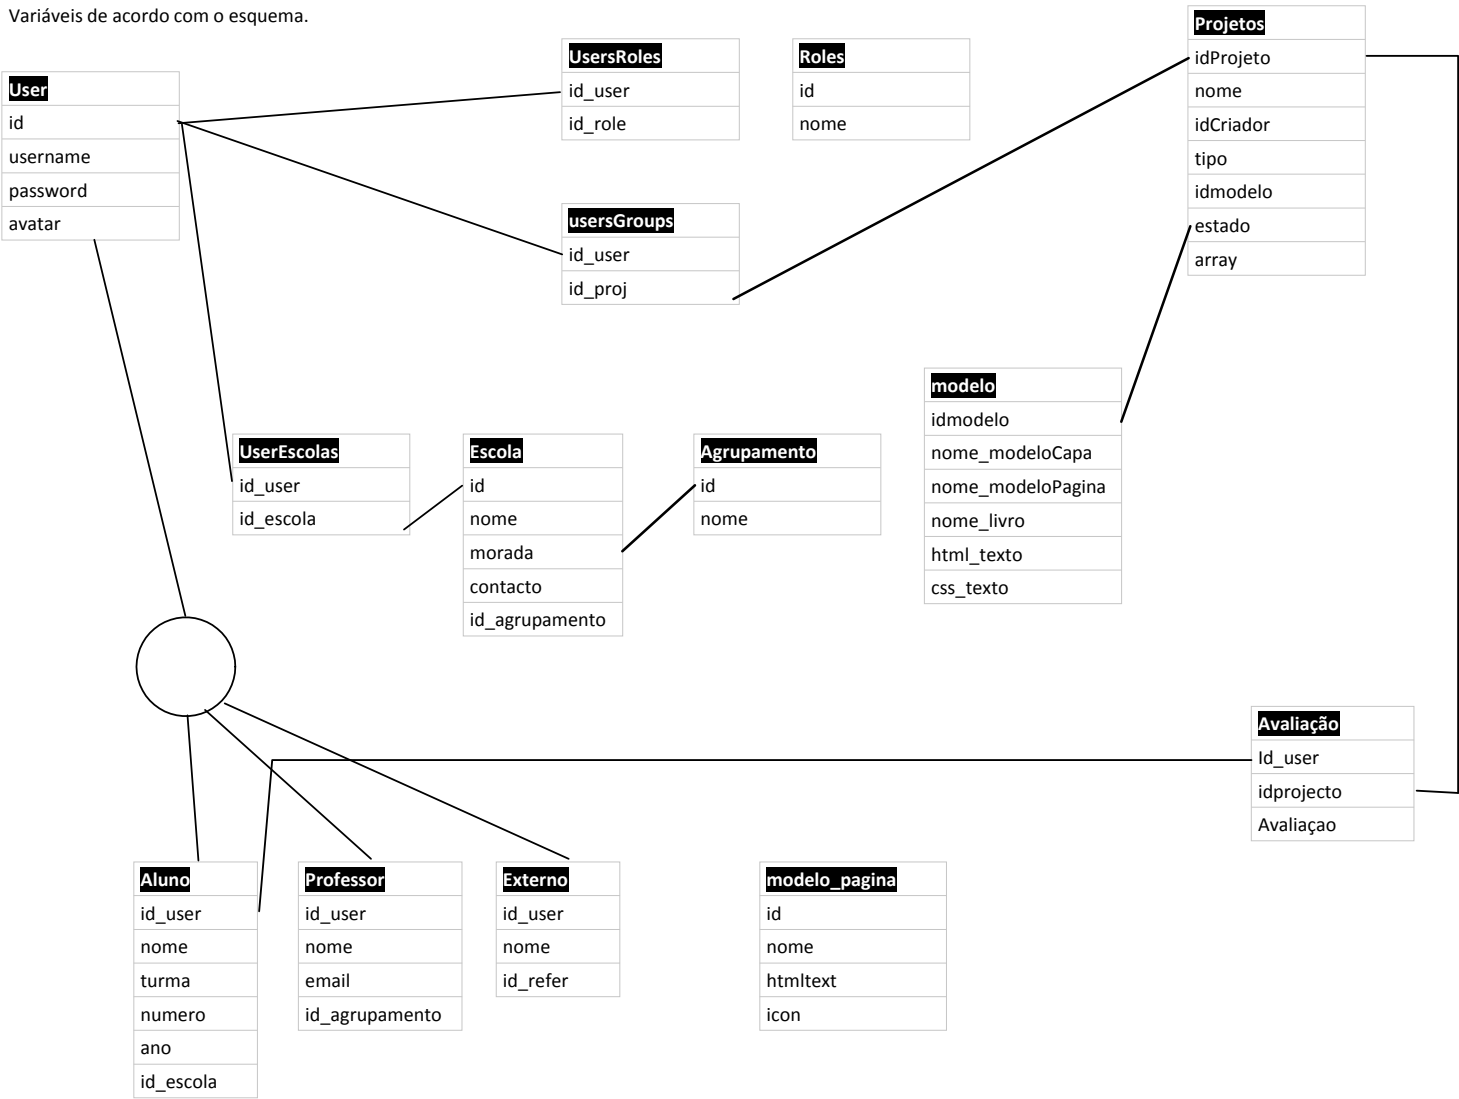 Variáveis de acordo com o esquema.
User
id
username
password
avatar
UsersRoles
id_user
id_role
Roles
id
nome
Projetos
idProjeto
nome
idCriador
tipo
idmodelo
estado
array
usersGroups
id_user
id_proj
modelo
idmodelo
nome_modeloCapa
nome_modeloPagina
nome_livro
html_texto
css_texto
UserEscolas
id_user
id_escola
Escola
id
nome
morada
contacto
id_agrupamento
Agrupamento
id
nome
Avaliação
Id_user
idprojecto
Avaliaçao
Aluno
id_user
nome
turma
numero
ano
id_escola
Professor
id_user
nome
email
id_agrupamento
Externo
id_user
nome
id_refer
modelo_pagina
id
nome
htmltext
icon